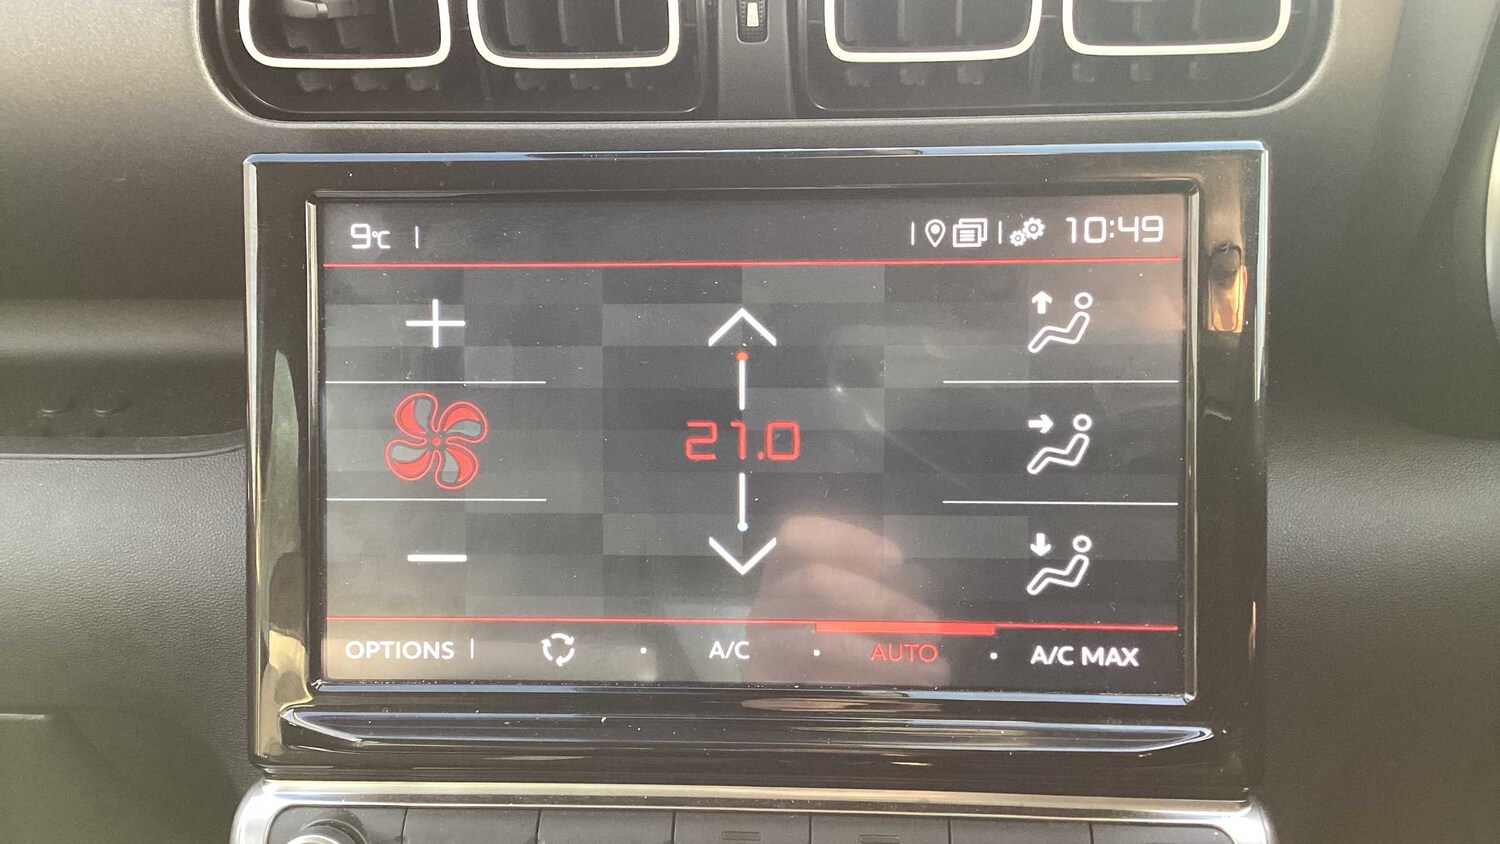 9°C 10:49
21.0
OPTIONS A/C AUTO A/C MAX